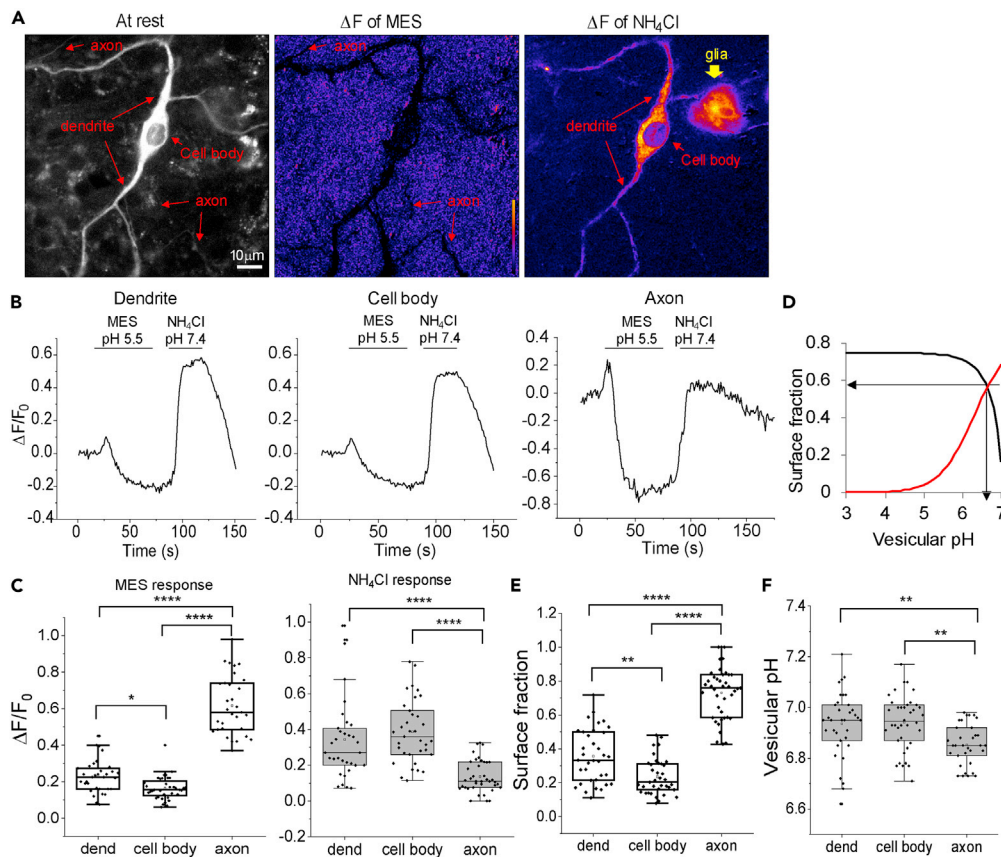 A
At rest
ΔF of MES
ΔF of NH₄Cl
axon
axon
glia
dendrite
dendrite
Cell body
Cell body
axon
axon
10μm
B
Dendrite
Cell body
Axon
D
MES
pH 5.5
NH₄Cl
pH 7.4
MES
pH 5.5
NH₄Cl
pH 7.4
MES
pH 5.5
NH₄Cl
pH 7.4
ΔF/F₀
0.6
0.4
0.2
0.0
-0.2
-0.4
0 50 100 150
Time (s)
0.6
0.4
0.2
0.0
-0.2
-0.4
0 50 100 150
Time (s)
0.4
0.2
0.0
-0.2
-0.4
-0.6
-0.8
0 50 100 150
Time (s)
Surface fraction
0.8
0.6
0.4
0.2
0
3 4 5 6 7
Vesicular pH
C
MES response
****
****
*
ΔF/F₀
1.0
0.8
0.6
0.4
0.2
0.0
dend cell body axon
NH₄Cl response
****
****
1.0
0.8
0.6
0.4
0.2
0.0
-0.2
dend cell body axon
E
****
****
**
Surface fraction
1.2
1.0
0.8
0.6
0.4
0.2
0.0
dend cell body axon
F
**
**
Vesicular pH
7.4
7.2
7.0
6.8
6.6
dend cell body axon